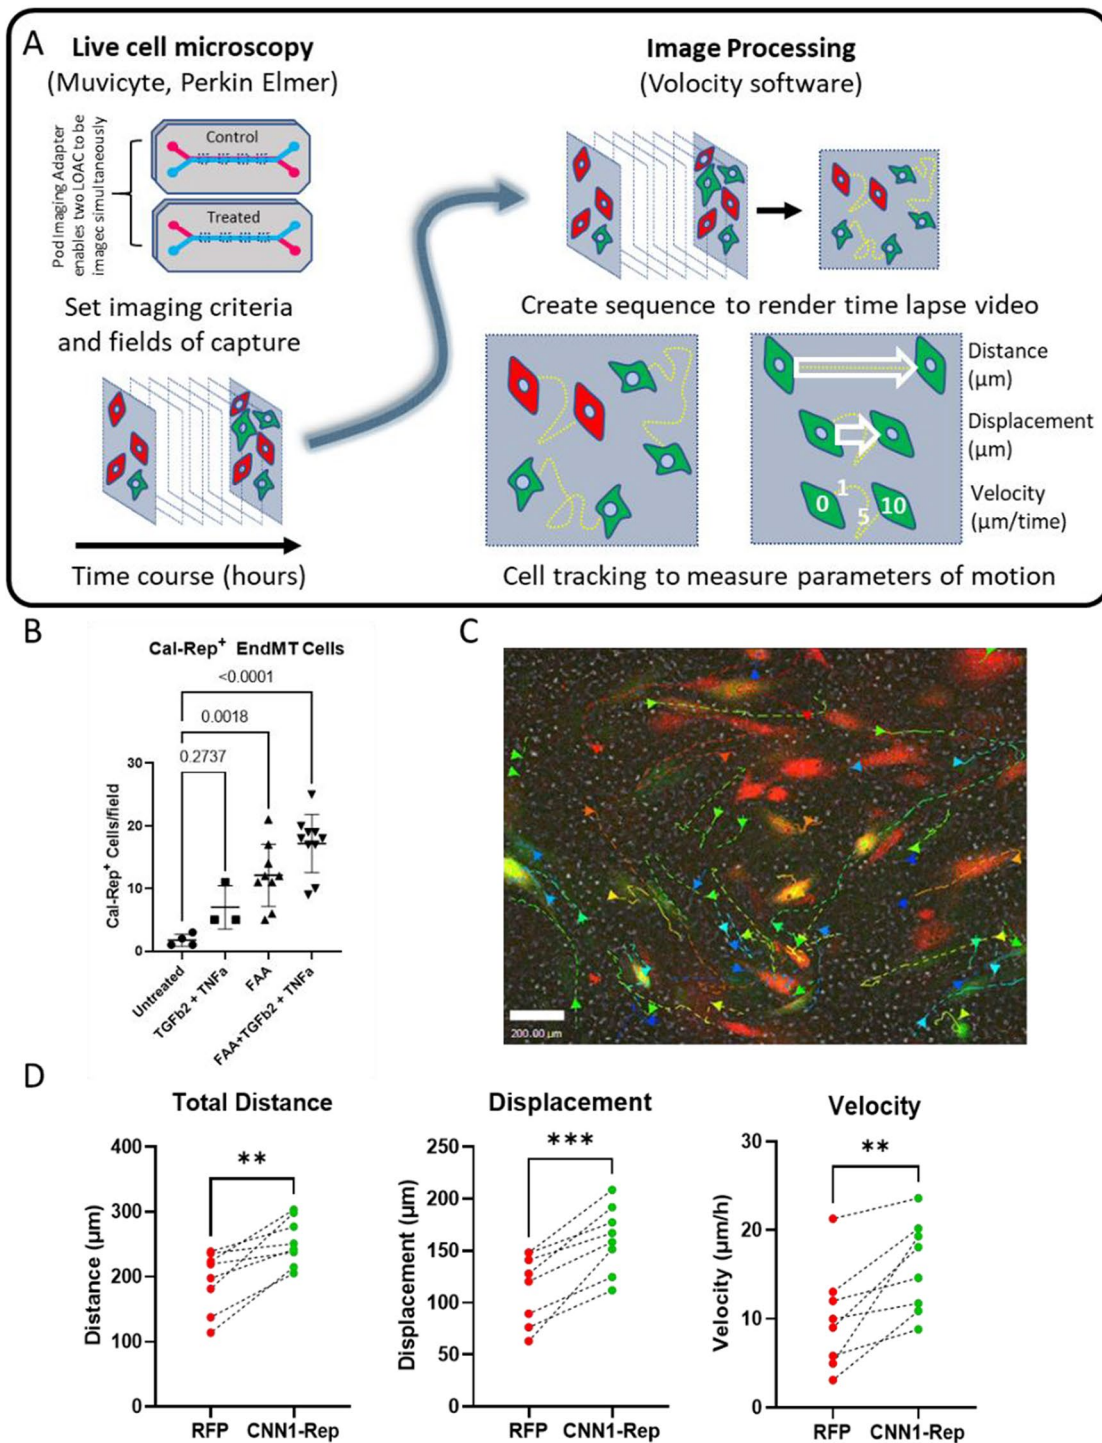 A
Live cell microscopy
(Muvicyte, Perkin Elmer)
Pod Imaging Adapter
enables two LOAC to be
imagec simultaneously
Control
Treated
Set imaging criteria
and fields of capture
Time course (hours)
Image Processing
(Volocity software)
Create sequence to render time lapse video
Distance
(µm)
Displacement
(µm)
0 1 5 10
Velocity
(µm/time)
Cell tracking to measure parameters of motion
B
Cal-Rep+ EndMT Cells
<0.0001
0.0018
0.2737
Cal-Rep+ Cells/field
30
20
10
0
Untreated
TGFb2 + TNFa
FAA
FAA+TGFb2 + TNFa
C
200.00 µm
D
Total Distance
**
Distance (µm)
400
300
200
100
0
RFP CNN1-Rep
Displacement
***
Displacement (µm)
250
200
150
100
50
0
RFP CNN1-Rep
Velocity
**
Velocity (µm/h)
30
20
10
0
RFP CNN1-Rep